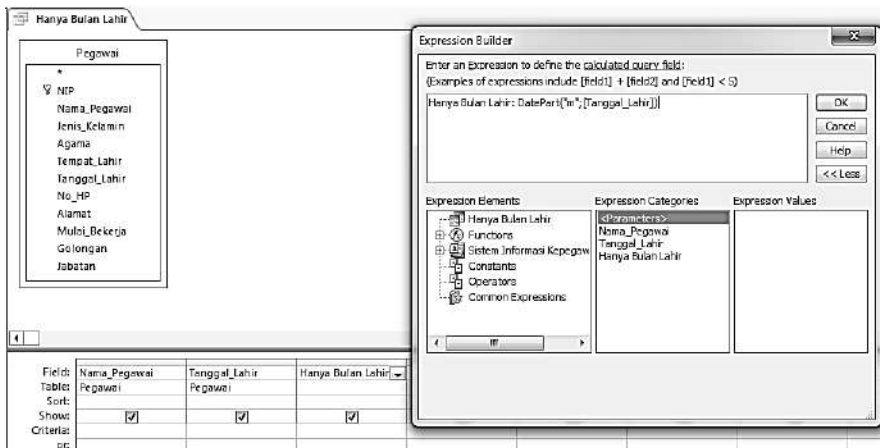 Hanya Bulan Lahir
Pegawai
*
NIP
Nama_Pegawai
Jenis_Kelamin
Agama
Tempat_Lahir
Tanggal_Lahir
No_HP
Alamat
Mulai_Bekerja
Golongan
Jabatan
Expression Builder
Enter an Expression to define the calculated query field:
(Examples of expressions include [field1] + [field2] and [field1] < 5)
Hanya Bulan Lahir: DatePart("m";[Tanggal_Lahir])
OK
Cancel
Help
<< Less
Expression Elements
Hanya Bulan Lahir
Functions
Sistem Informasi Kepegaw
Constants
Operators
Common Expressions
Expression Categories
<Parameters>
Nama_Pegawai
Tanggal_Lahir
Hanya Bulan Lahir
Expression Values
Field: Nama_Pegawai Tanggal_Lahir Hanya Bulan Lahir
Table: Pegawai Pegawai
Sort:
Show:
Criteria: